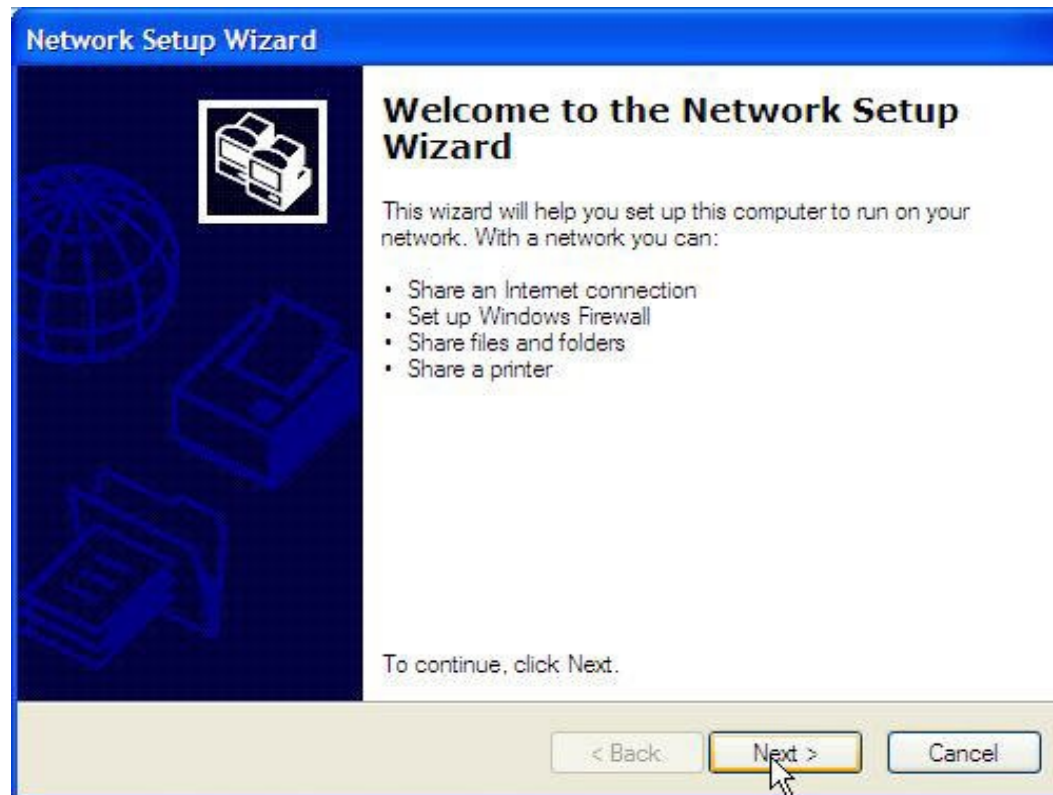 Network Setup Wizard
Welcome to the Network Setup
Wizard
This wizard will help you set up this computer to run on your
network. With a network you can:
• Share an Internet connection
• Set up Windows Firewall
• Share files and folders
• Share a printer
To continue, click Next.
< Back
Next >
Cancel